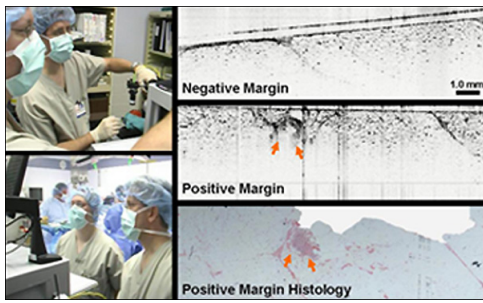 Negative Margin
1.0 mm
Positive Margin
Positive Margin Histology